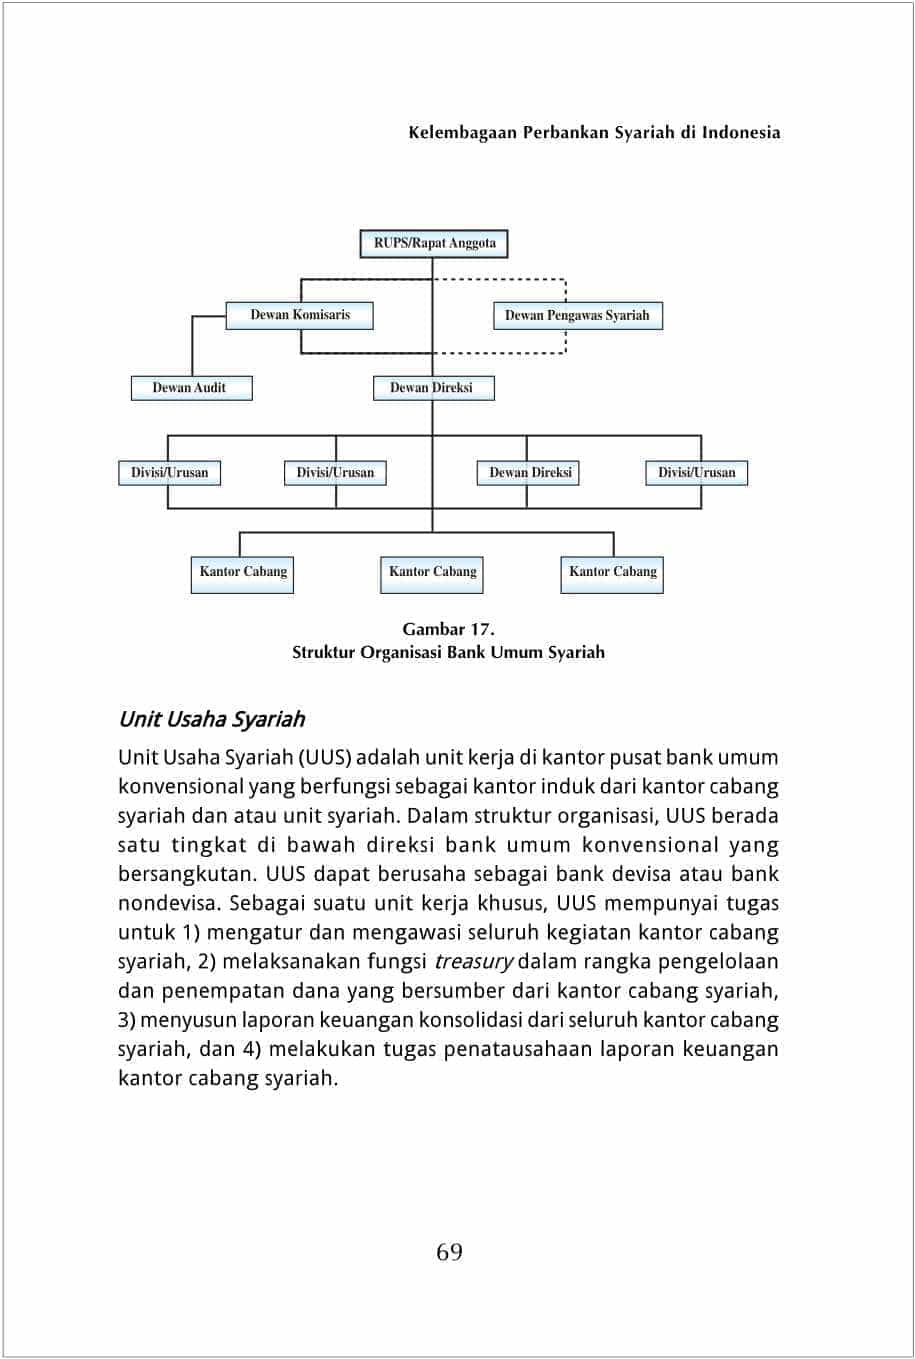 Kelembagaan Perbankan Syariah di Indonesia
RUPS/Rapat Anggota
Dewan Komisaris
Dewan Pengawas Syariah
Dewan Audit
Dewan Direksi
Divisi/Urusan
Divisi/Urusan
Dewan Direksi
Divisi/Urusan
Kantor Cabang
Kantor Cabang
Kantor Cabang
Gambar 17.
Struktur Organisasi Bank Umum Syariah
Unit Usaha Syariah
Unit Usaha Syariah (UUS) adalah unit kerja di kantor pusat bank umum
konvensional yang berfungsi sebagai kantor induk dari kantor cabang
syariah dan atau unit syariah. Dalam struktur organisasi, UUS berada
satu tingkat di bawah direksi bank umum konvensional yang
bersangkutan. UUS dapat berusaha sebagai bank devisa atau bank
nondevisa. Sebagai suatu unit kerja khusus, UUS mempunyai tugas
untuk 1) mengatur dan mengawasi seluruh kegiatan kantor cabang
syariah, 2) melaksanakan fungsi treasury dalam rangka pengelolaan
dan penempatan dana yang bersumber dari kantor cabang syariah,
3) menyusun laporan keuangan konsolidasi dari seluruh kantor cabang
syariah, dan 4) melakukan tugas penatausahaan laporan keuangan
kantor cabang syariah.
69